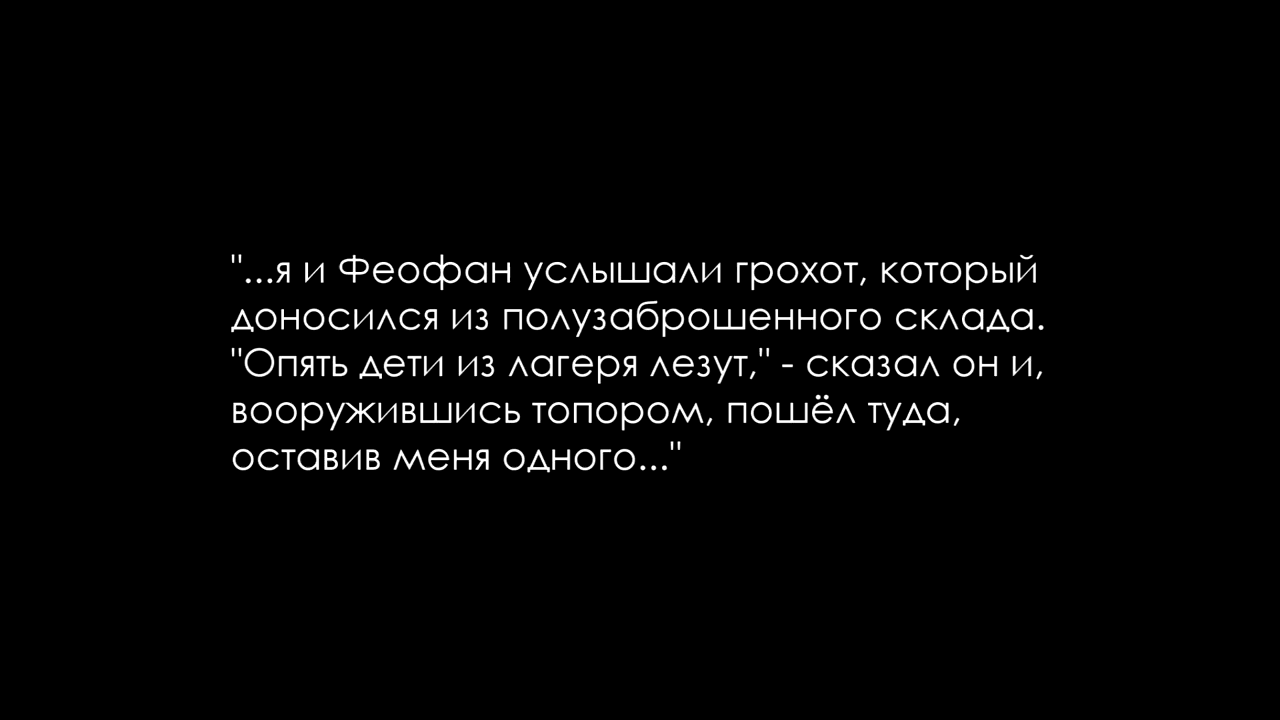 "...я и Феофан услышали грохот, который
доносился из полузаброшенного склада.
"Опять дети из лагеря лезут," - сказал он и,
вооружившись топором, пошёл туда,
оставив меня одного..."